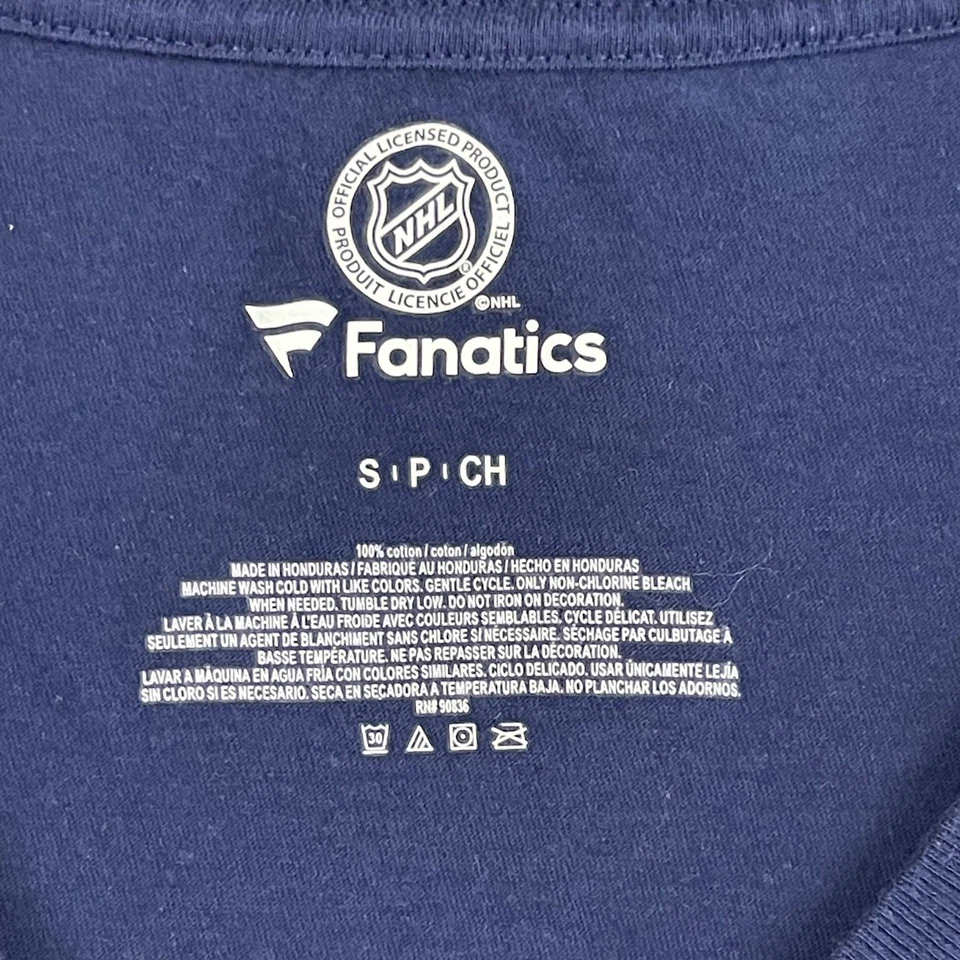 OFFICIAL LICENSED PRODUCT
NHL
®
PRODUIT LICENCIE OFFICIEL
©NHL
Fanatics
S I P I CH
100% cotton / coton / algodon
MADE IN HONDURAS / FABRIQUE AU HONDURAS / HECHO EN HONDURAS
MACHINE WASH COLD WITH LIKE COLORS. GENTLE CYCLE. ONLY NON-CHLORINE BLEACH
WHEN NEEDED. TUMBLE DRY LOW. DO NOT IRON ON DECORATION.
LAVER À LA MACHINE À L'EAU FROIDE AVEC COULEURS SEMBLABLES. CYCLE DÉLICAT. UTILISEZ
SEULEMENT UN AGENT DE BLANCHIMENT SANS CHLORE SI NÉCESSAIRE. SÉCHAGE PAR CULBUTAGE À
BASSE TEMPÉRATURE. NE PAS REPASSER SUR LA DÉCORATION.
LAVAR A MÁQUINA EN AGUA FRÍA CON COLORES SIMILARES. CICLO DELICADO. USAR ÚNICAMENTE LEJÍA
SIN CLORO SI ES NECESARIO. SECA EN SECADORA A TEMPERATURA BAJA. NO PLANCHAR LOS ADORNOS.
RN# 90836
30